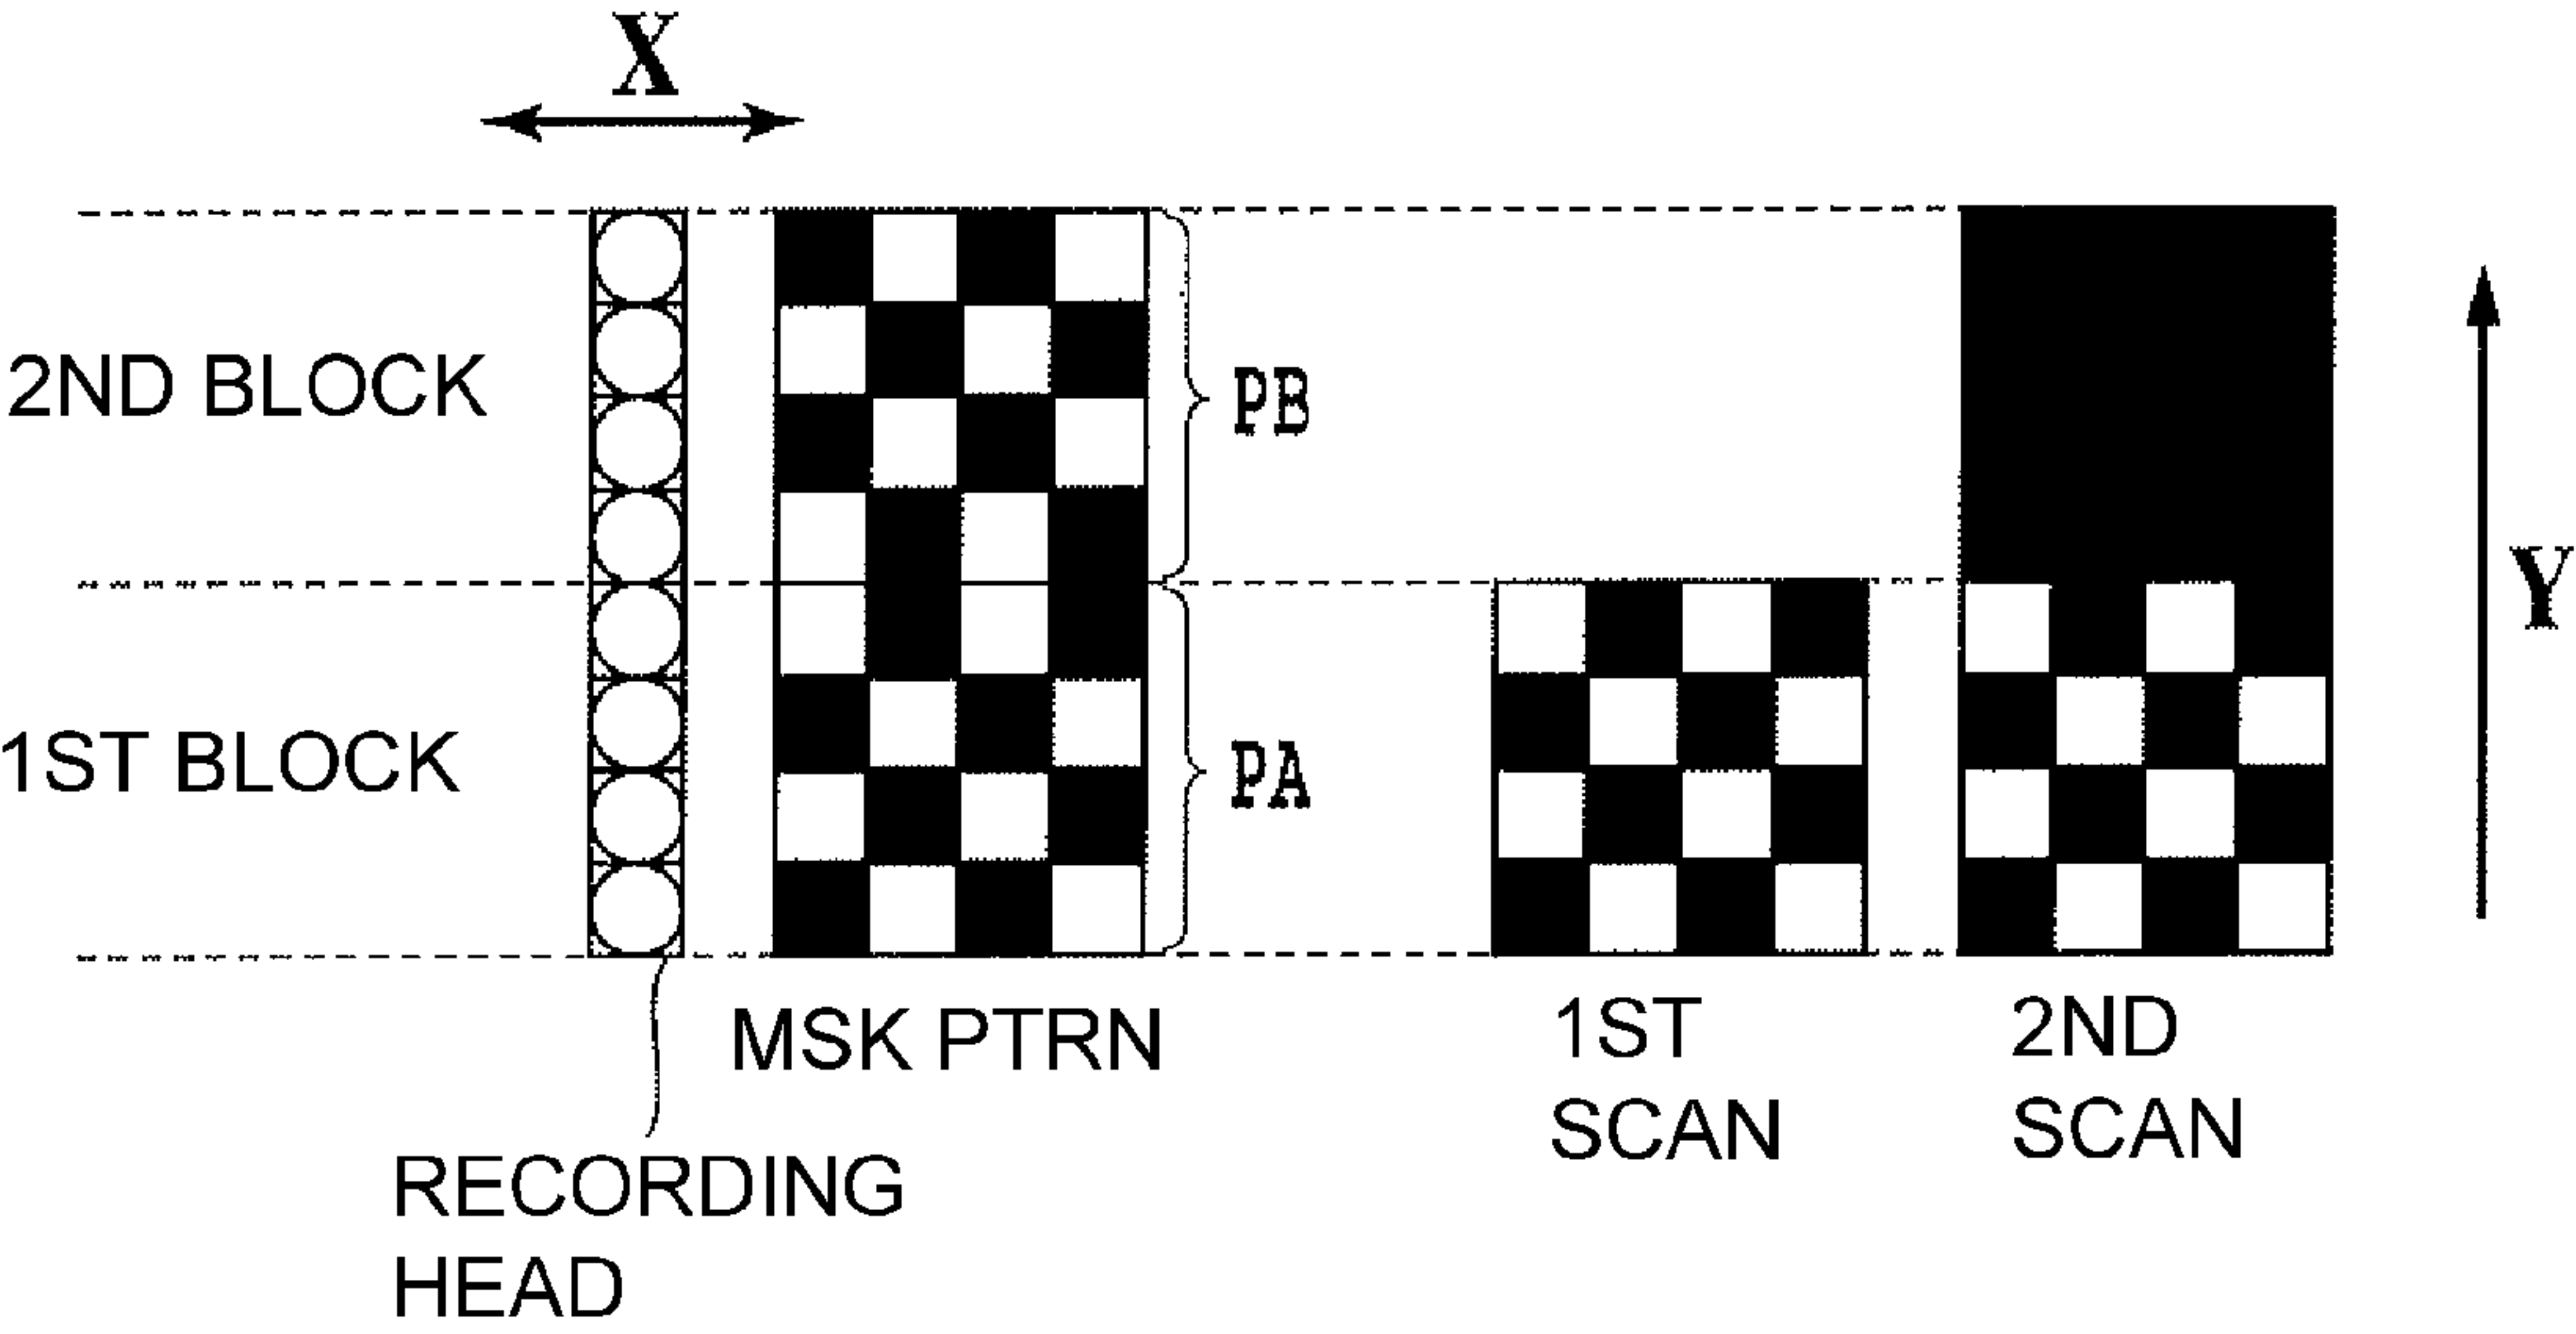 X
2ND BLOCK
PB
Y
1ST BLOCK
PA
MSK PTRN
1ST
SCAN
2ND
SCAN
RECORDING
HEAD